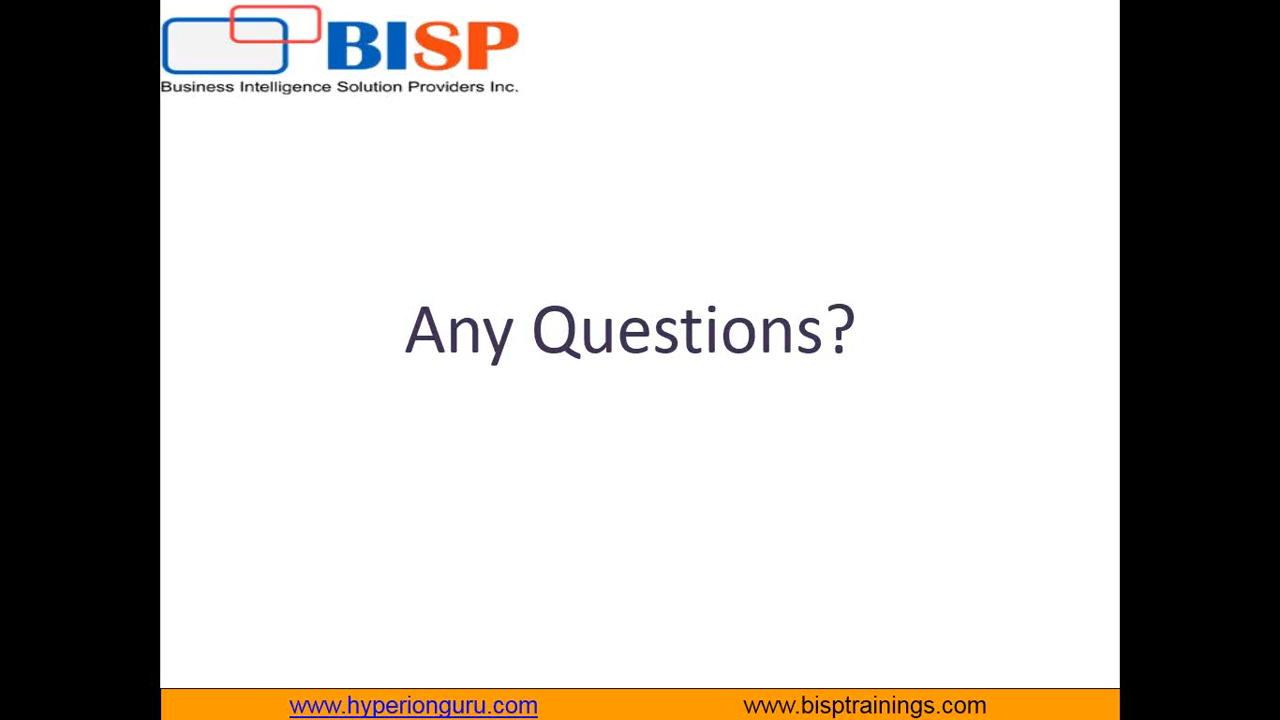 BISP
Business Intelligence Solution Providers Inc.
Any Questions?
www.hyperionguru.com
www.bisptrainings.com